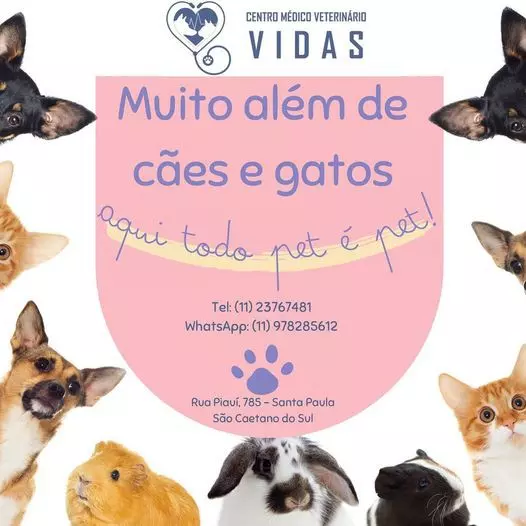 CENTRO MÉDICO VETERINÁRIO
VIDAS
Muito além de
cães e gatos
aqui todo pet é pet!
Tel: (11) 23767481
WhatsApp: (11) 978285612
Rua Piauí, 785 - Santa Paula
São Caetano do Sul